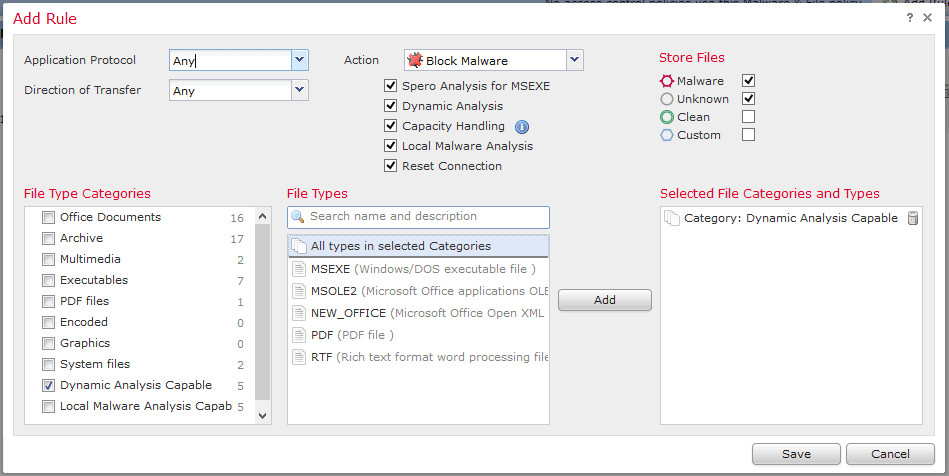 Add Rule
? ×
Application Protocol Any Action Block Malware Store Files
Direction of Transfer Any
Spero Analysis for MSEXE
Dynamic Analysis
Capacity Handling
Local Malware Analysis
Reset Connection
Malware
Unknown
Clean
Custom
File Type Categories
Office Documents 16
Archive 17
Multimedia 2
Executables 7
PDF files 1
Encoded 0
Graphics 0
System files 2
Dynamic Analysis Capable 5
Local Malware Analysis Capab 5
File Types
Search name and description
All types in selected Categories
MSEXE (Windows/DOS executable file )
MSOLE2 (Microsoft Office applications OLE
NEW_OFFICE (Microsoft Office Open XML
PDF (PDF file )
RTF (Rich text format word processing file
Add
Selected File Categories and Types
Category: Dynamic Analysis Capable
Save Cancel